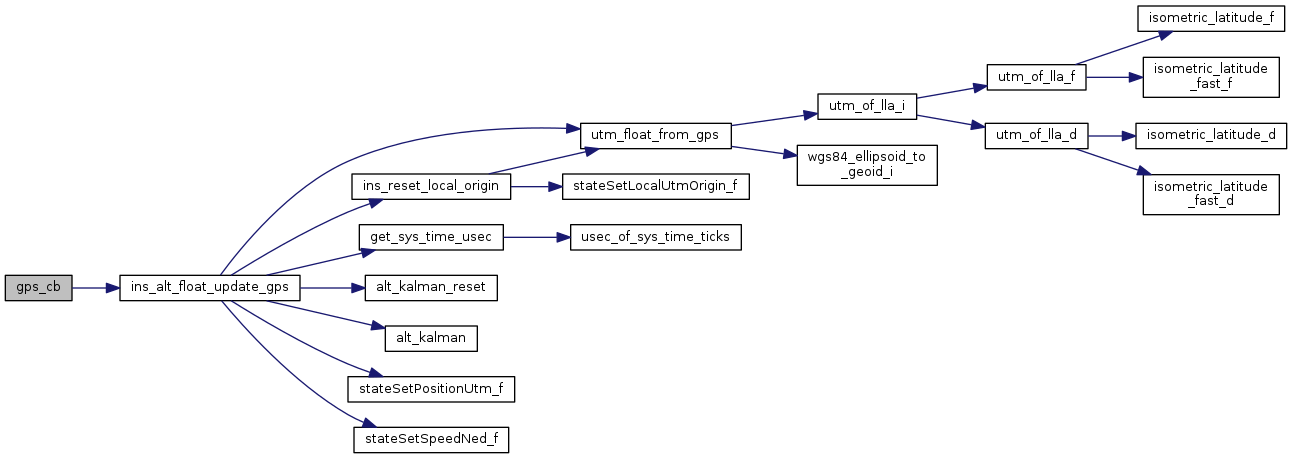 gps_cb
ins_alt_float_update_gps
utm_float_from_gps
ins_reset_local_origin
get_sys_time_usec
alt_kalman_reset
alt_kalman
stateSetPositionUtm_f
stateSetSpeedNed_f
stateSetLocalUtmOrigin_f
usec_of_sys_time_ticks
utm_of_lla_i
wgs84_ellipsoid_to
_geoid_i
utm_of_lla_f
utm_of_lla_d
isometric_latitude_f
isometric_latitude
_fast_f
isometric_latitude_d
isometric_latitude
_fast_d